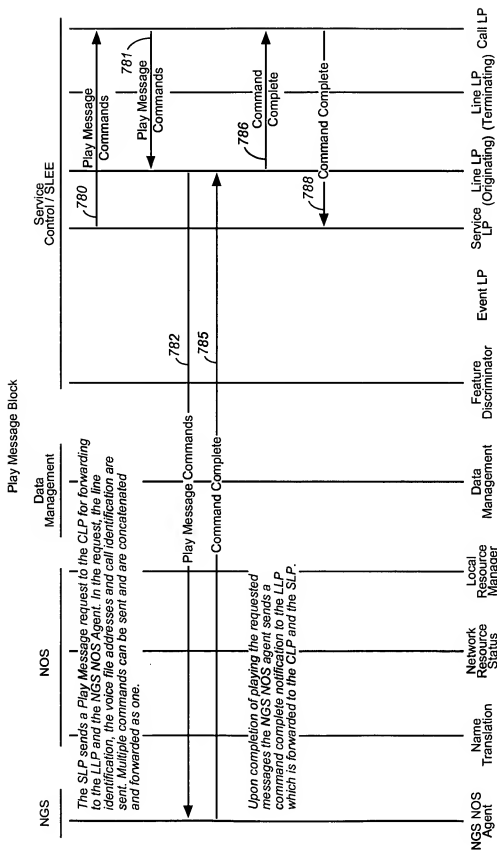 Play Message Block
NGS
NOS
Data
Management
Service
Control / SLEE
The SLP sends a Play Message request to the CLP for forwarding
to the LLP and the NGS NOS Agent. In the request, the line
identification, the voice file addresses and call identification are
sent. Multiple commands can be sent and are concatenated
and forwarded as one.
780
Play Message
Commands
781
Play Message
Commands
782
Play Message Commands
785
Command Complete
Upon completion of playing the requested
messages the NGS NOS agent sends a
command complete notification to the LLP
which is forwarded to the CLP and the SLP.
786
Command
Complete
788
Command Complete
NGS NOS
Agent
Name
Translation
Network
Resource
Status
Local
Resource
Manager
Data
Management
Feature
Discriminator
Event LP
Service
LP
Line LP
(Originating)
Line LP
(Terminating)
Call LP